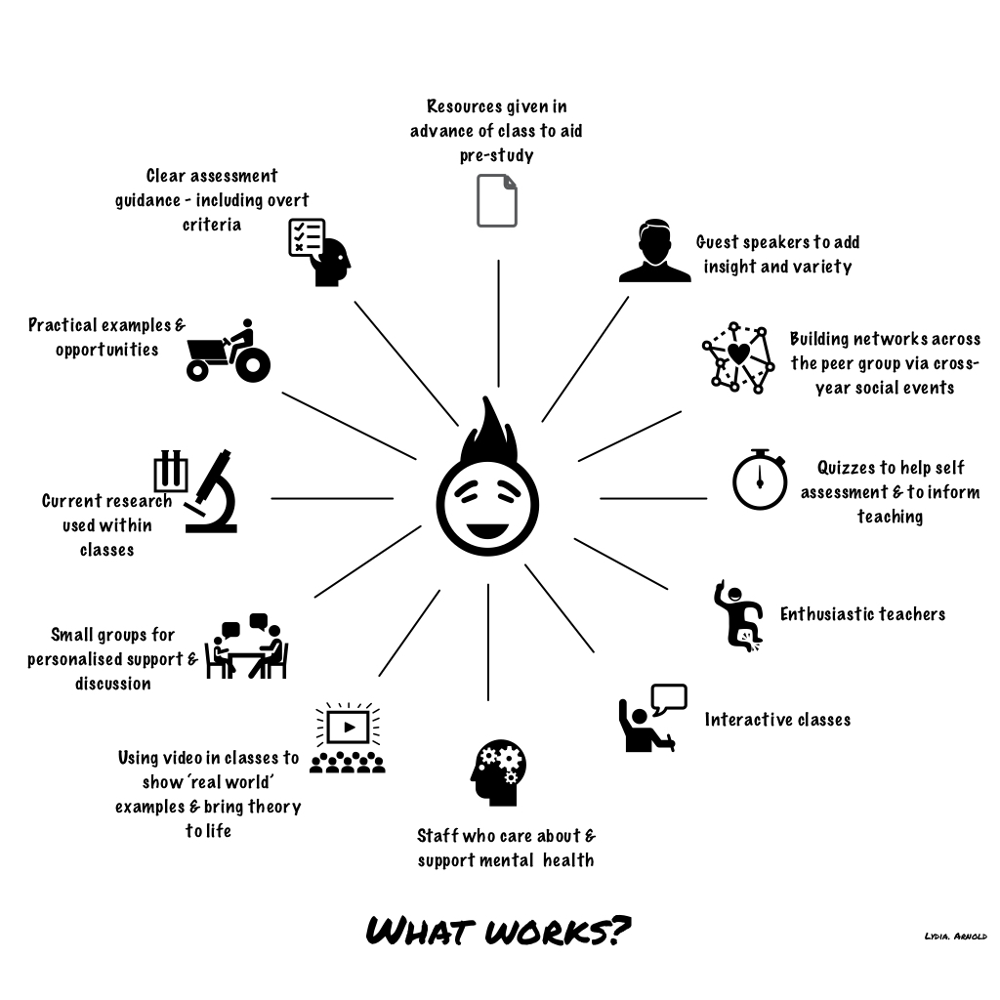 Resources given in
advance of class to aid
pre-study
Clear assessment
guidance - including overt
criteria
Guest speakers to add
insight and variety
Practical examples &
opportunities
Building networks across
the peer group via cross-
year social events
Current research
used within
classes
Quizzes to help self
assessment & to inform
teaching
Small groups for
personalised support &
discussion
Enthusiastic teachers
Interactive classes
Using video in classes to
show 'real world'
examples & bring theory
to life
Staff who care about &
support mental health
What works?
Lydia. Arnold